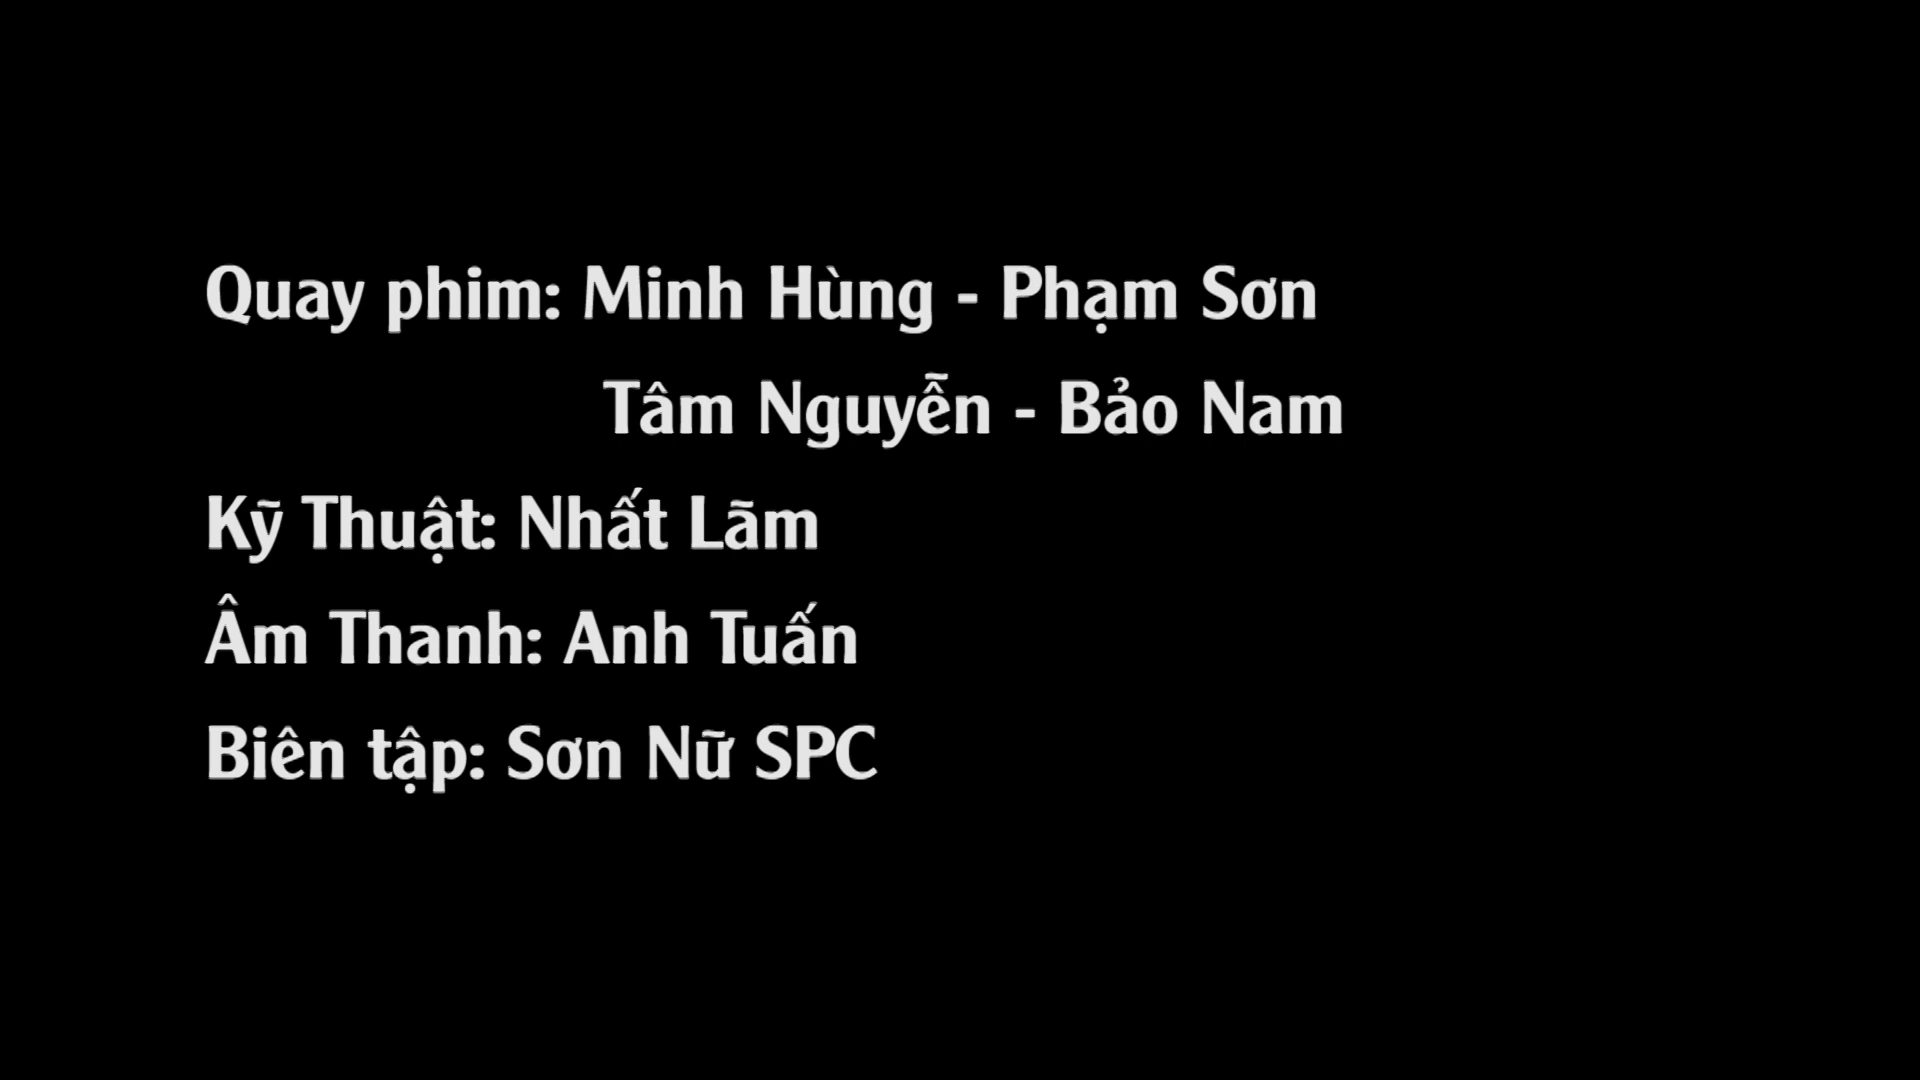 Quay phim: Minh Hùng - Phạm Sơn
Tâm Nguyễn - Bảo Nam
Kỹ Thuật: Nhất Lãm
Âm Thanh: Anh Tuấn
Biên tập: Sơn Nữ SPC